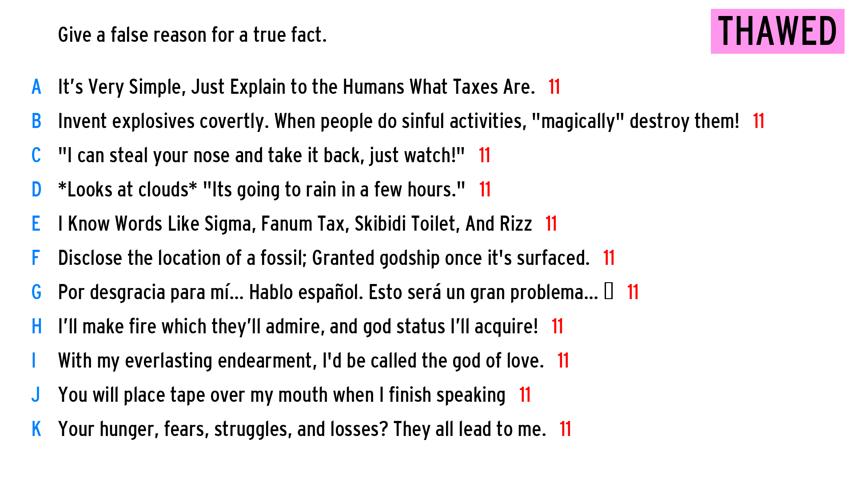 Give a false reason for a true fact.
THAWED
A It's Very Simple, Just Explain to the Humans What Taxes Are. 11
B Invent explosives covertly. When people do sinful activities, "magically" destroy them! 11
C "I can steal your nose and take it back, just watch!" 11
D *Looks at clouds* "Its going to rain in a few hours." 11
E I Know Words Like Sigma, Fanum Tax, Skibidi Toilet, And Rizz 11
F Disclose the location of a fossil; Granted godship once it's surfaced. 11
G Por desgracia para mí... Hablo español. Esto será un gran problema... 11
H I'll make fire which they'll admire, and god status I'll acquire! 11
I With my everlasting endearment, I'd be called the god of love. 11
J You will place tape over my mouth when I finish speaking 11
K Your hunger, fears, struggles, and losses? They all lead to me. 11